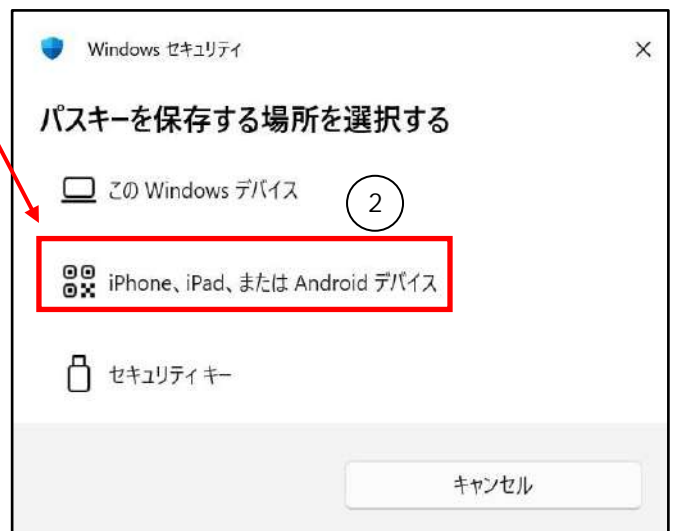 Windows セキュリティ
パスキーを保存する場所を選択する
この Windows デバイス
2
iPhone、iPad、または Android デバイス
セキュリティ キー
キャンセル